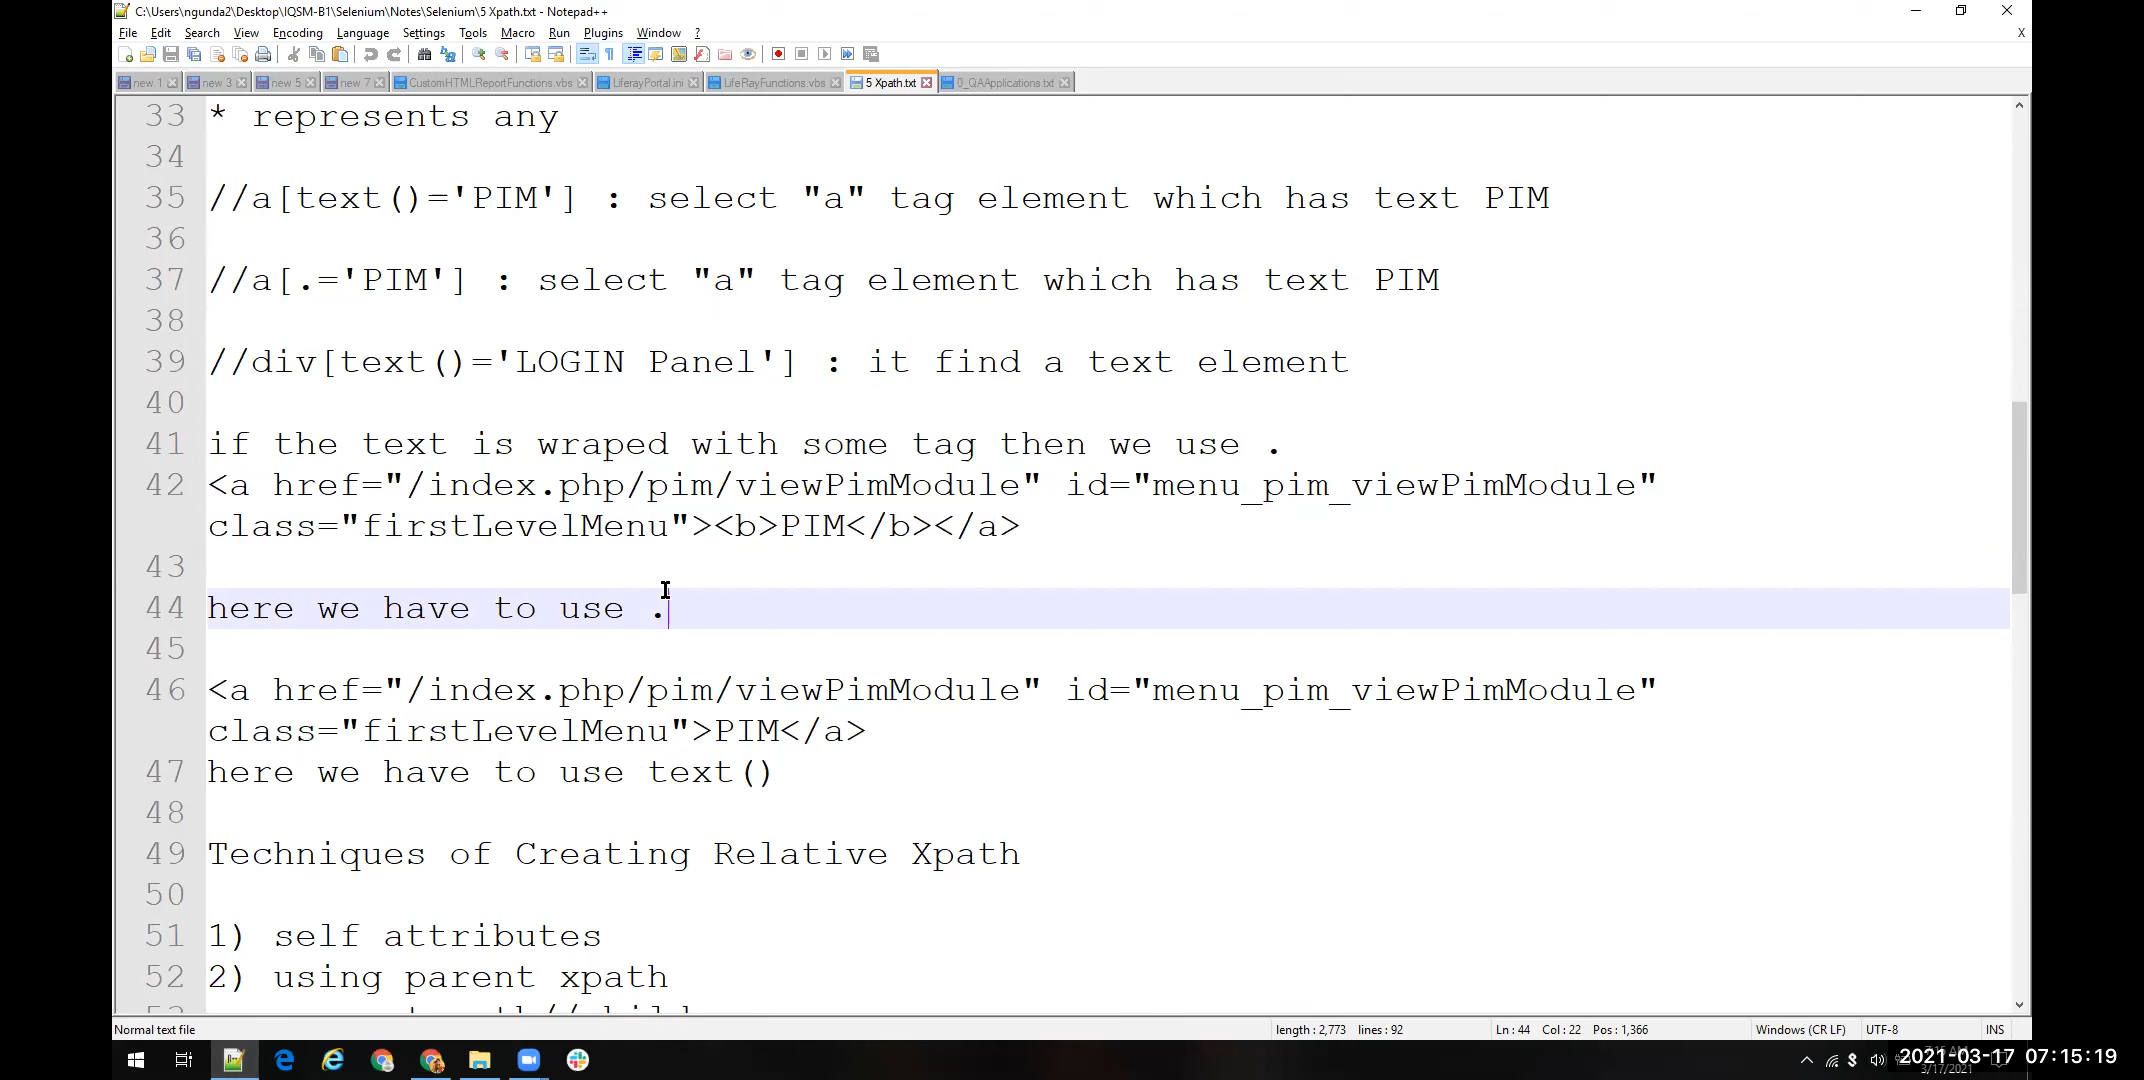 C:\Users\ngunda2\Desktop\IQSM-B1\Selenium\Notes\Selenium\5 Xpath.txt - Notepad++
File Edit Search View Encoding Language Settings Tools Macro Run Plugins Window ? X
new 1 new 3 new 5 new 7 CustomHTMLReportFunctions.vbs LiferayPortal.ini LifeRayFunctions.vbs 5 Xpath.txt 0_QAApplications.txt
33 * represents any
34
35 //a[text()='PIM'] : select "a" tag element which has text PIM
36
37 //a[.='PIM'] : select "a" tag element which has text PIM
38
39 //div[text()='LOGIN Panel'] : it find a text element
40
41 if the text is wraped with some tag then we use .
42 <a href="/index.php/pim/viewPimModule" id="menu_pim_viewPimModule"
class="firstLevelMenu"><b>PIM</b></a>
43
44 here we have to use .
45
46 <a href="/index.php/pim/viewPimModule" id="menu_pim_viewPimModule"
class="firstLevelMenu">PIM</a>
47 here we have to use text()
48
49 Techniques of Creating Relative Xpath
50
51 1) self attributes
52 2) using parent xpath
Normal text file length : 2,773 lines : 92 Ln : 44 Col : 22 Pos : 1,366 Windows (CR LF) UTF-8 INS
2021-03-17 07:15:19
3/17/2021